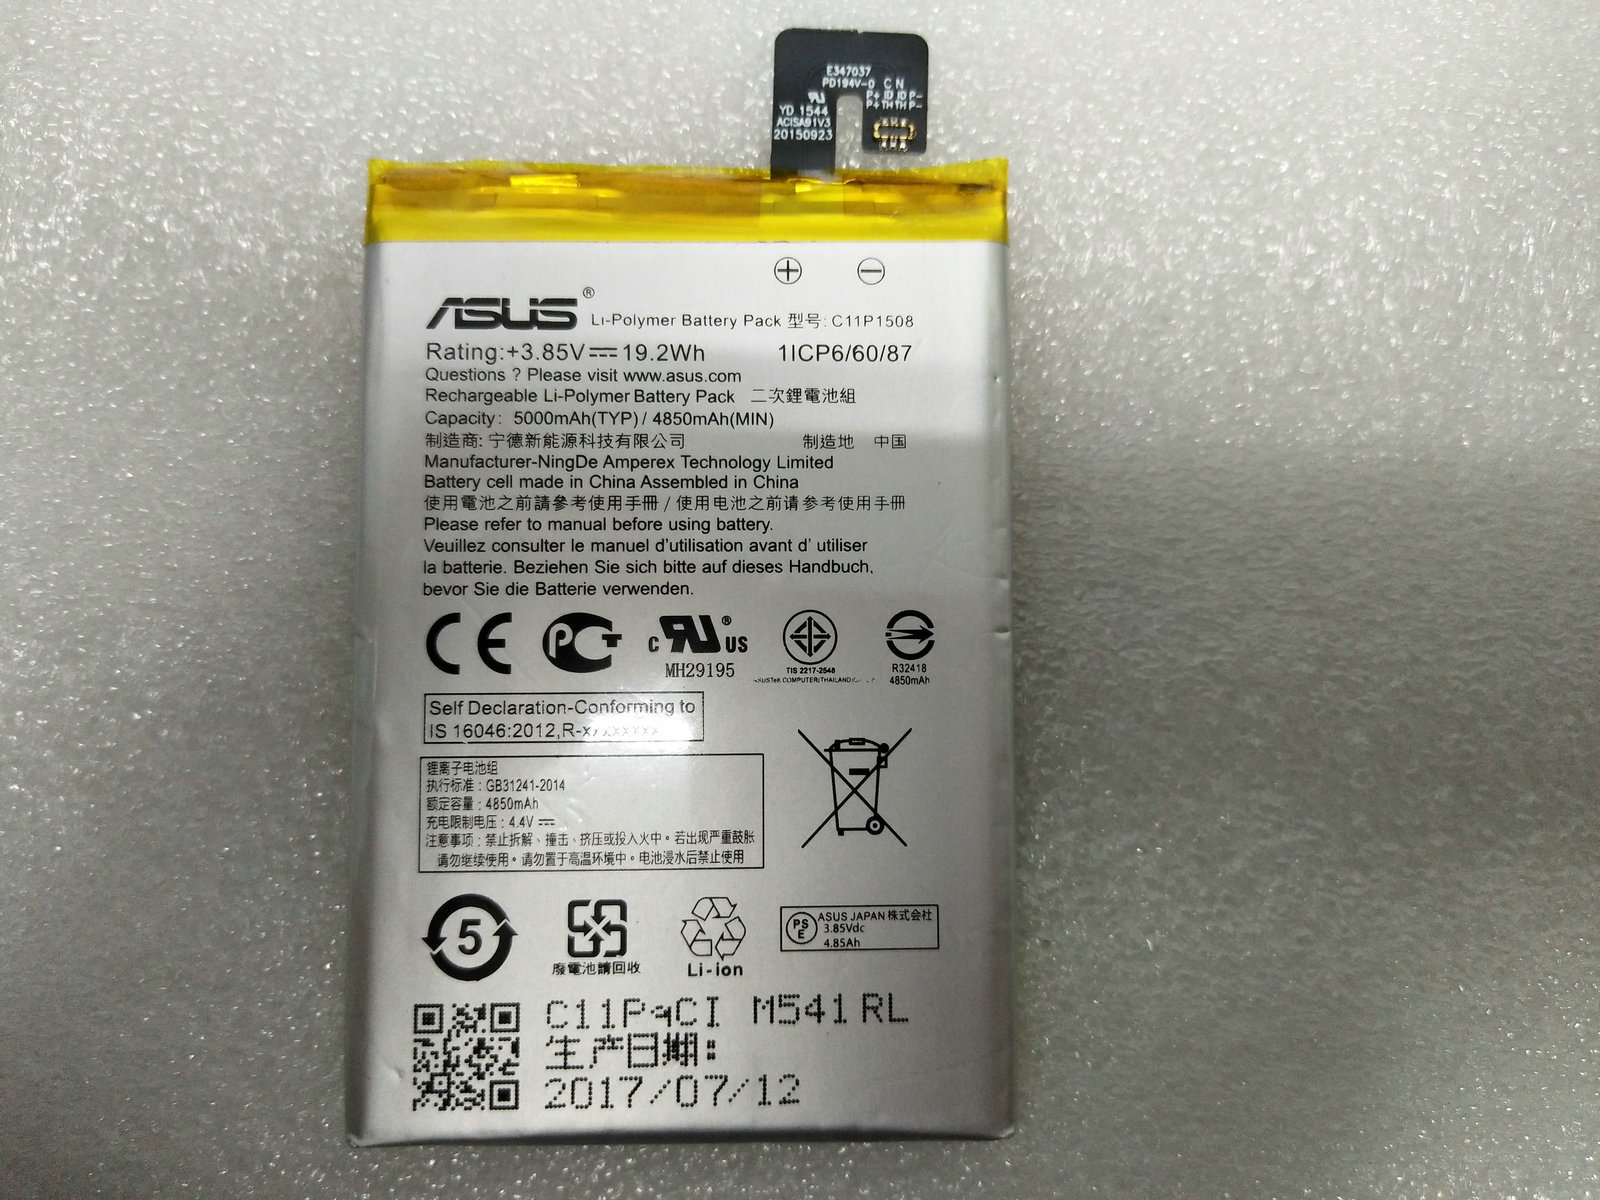 E347037
PD194V-0 C N
P+ ID ID P-
P+ TH TH P-
YD 1544
ACISA91V3
20150923
ASUS® Li-Polymer Battery Pack 型号: C11P1508
Rating:+3.85V 19.2Wh 1ICP6/60/87
Questions ? Please visit www.asus.com
Rechargeable Li-Polymer Battery Pack 二次鋰電池組
Capacity: 5000mAh(TYP) / 4850mAh(MIN)
制造商: 宁德新能源科技有限公司 制造地 中国
Manufacturer-NingDe Amperex Technology Limited
Battery cell made in China Assembled in China
使用電池之前請參考使用手冊 / 使用电池之前请参考使用手册
Please refer to manual before using battery.
Veuillez consulter le manuel d'utilisation avant d' utiliser
la batterie. Beziehen Sie sich bitte auf dieses Handbuch,
bevor Sie die Batterie verwenden.
CE PCT c RU® US
MH29195
TIS 2217-2548
ASUSTeK COMPUTER(THAILAND)
R32418
4850mAh
Self Declaration-Conforming to
IS 16046:2012,R-xxxxxxxx
锂离子电池组
执行标准：GB31241-2014
额定容量：4850mAh
充电限制电压：4.4V
注意事项：禁止拆解、撞击、挤压或投入火中。若出现严重鼓胀
请勿继续使用。请勿置于高温环境中。电池浸水后禁止使用
5
廢電池請回收
Li-ion
PSE
ASUS JAPAN 株式会社
3.85Vdc
4.85Ah
C11PqCI M541RL
生产日期:
2017/07/12